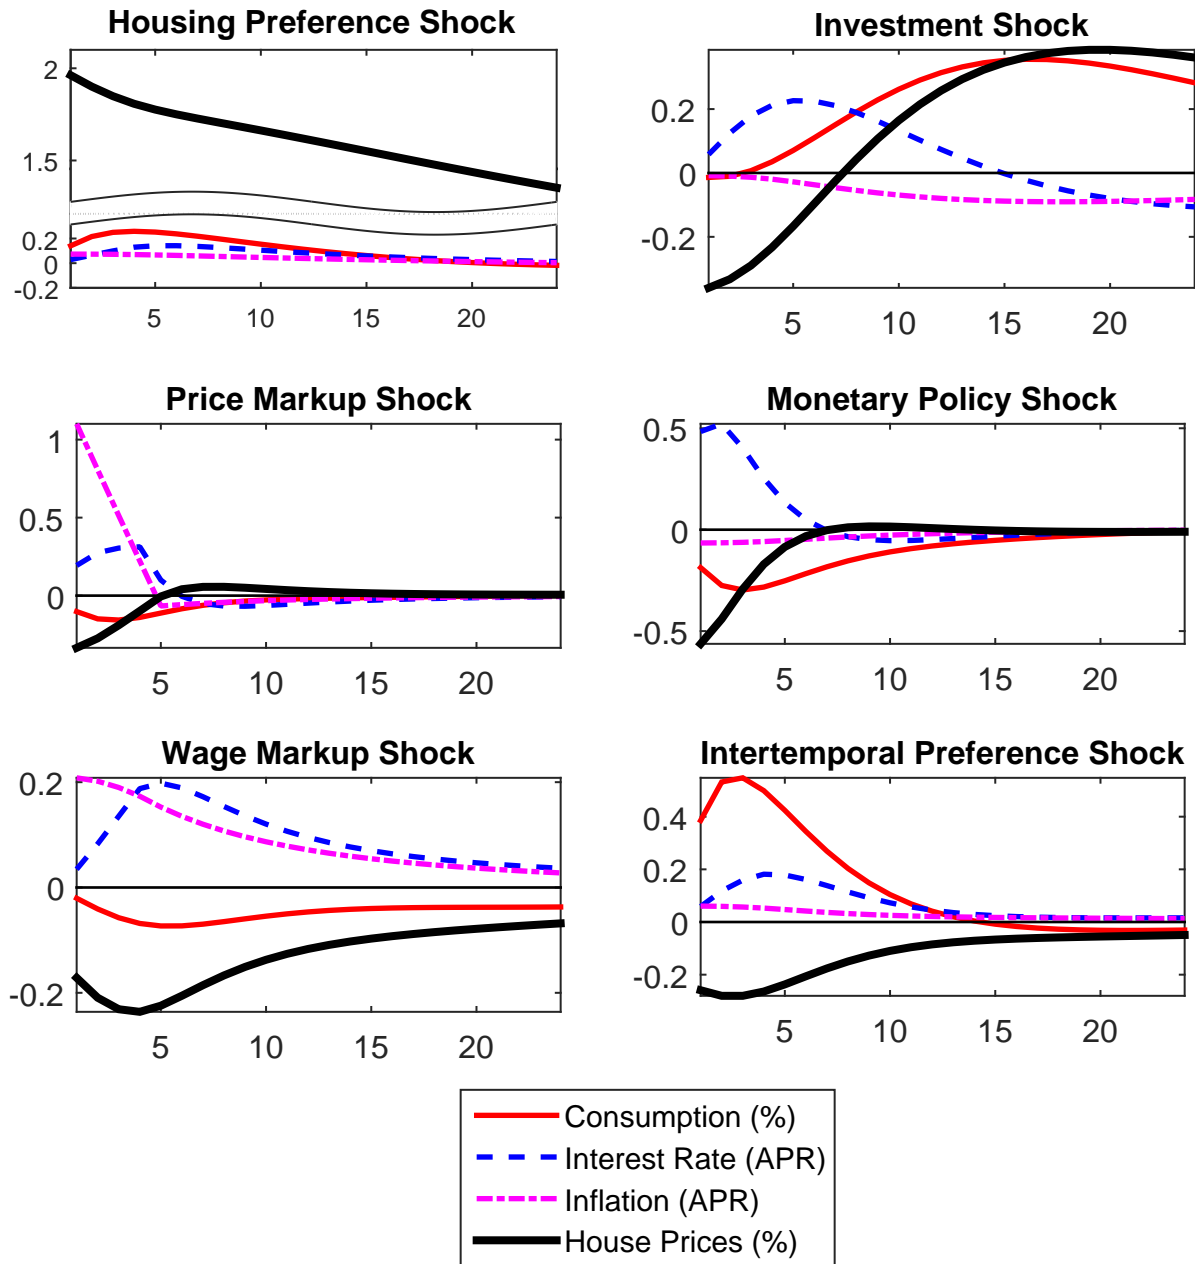 Housing Preference Shock
2
1.5
0.2
0
-0.2
5 10 15 20
Investment Shock
0.2
0
-0.2
5 10 15 20
Price Markup Shock
1
0.5
0
5 10 15 20
Monetary Policy Shock
0.5
0
-0.5
5 10 15 20
Wage Markup Shock
0.2
0
-0.2
5 10 15 20
Intertemporal Preference Shock
0.4
0.2
0
-0.2
5 10 15 20
Consumption (%)
Interest Rate (APR)
Inflation (APR)
House Prices (%)